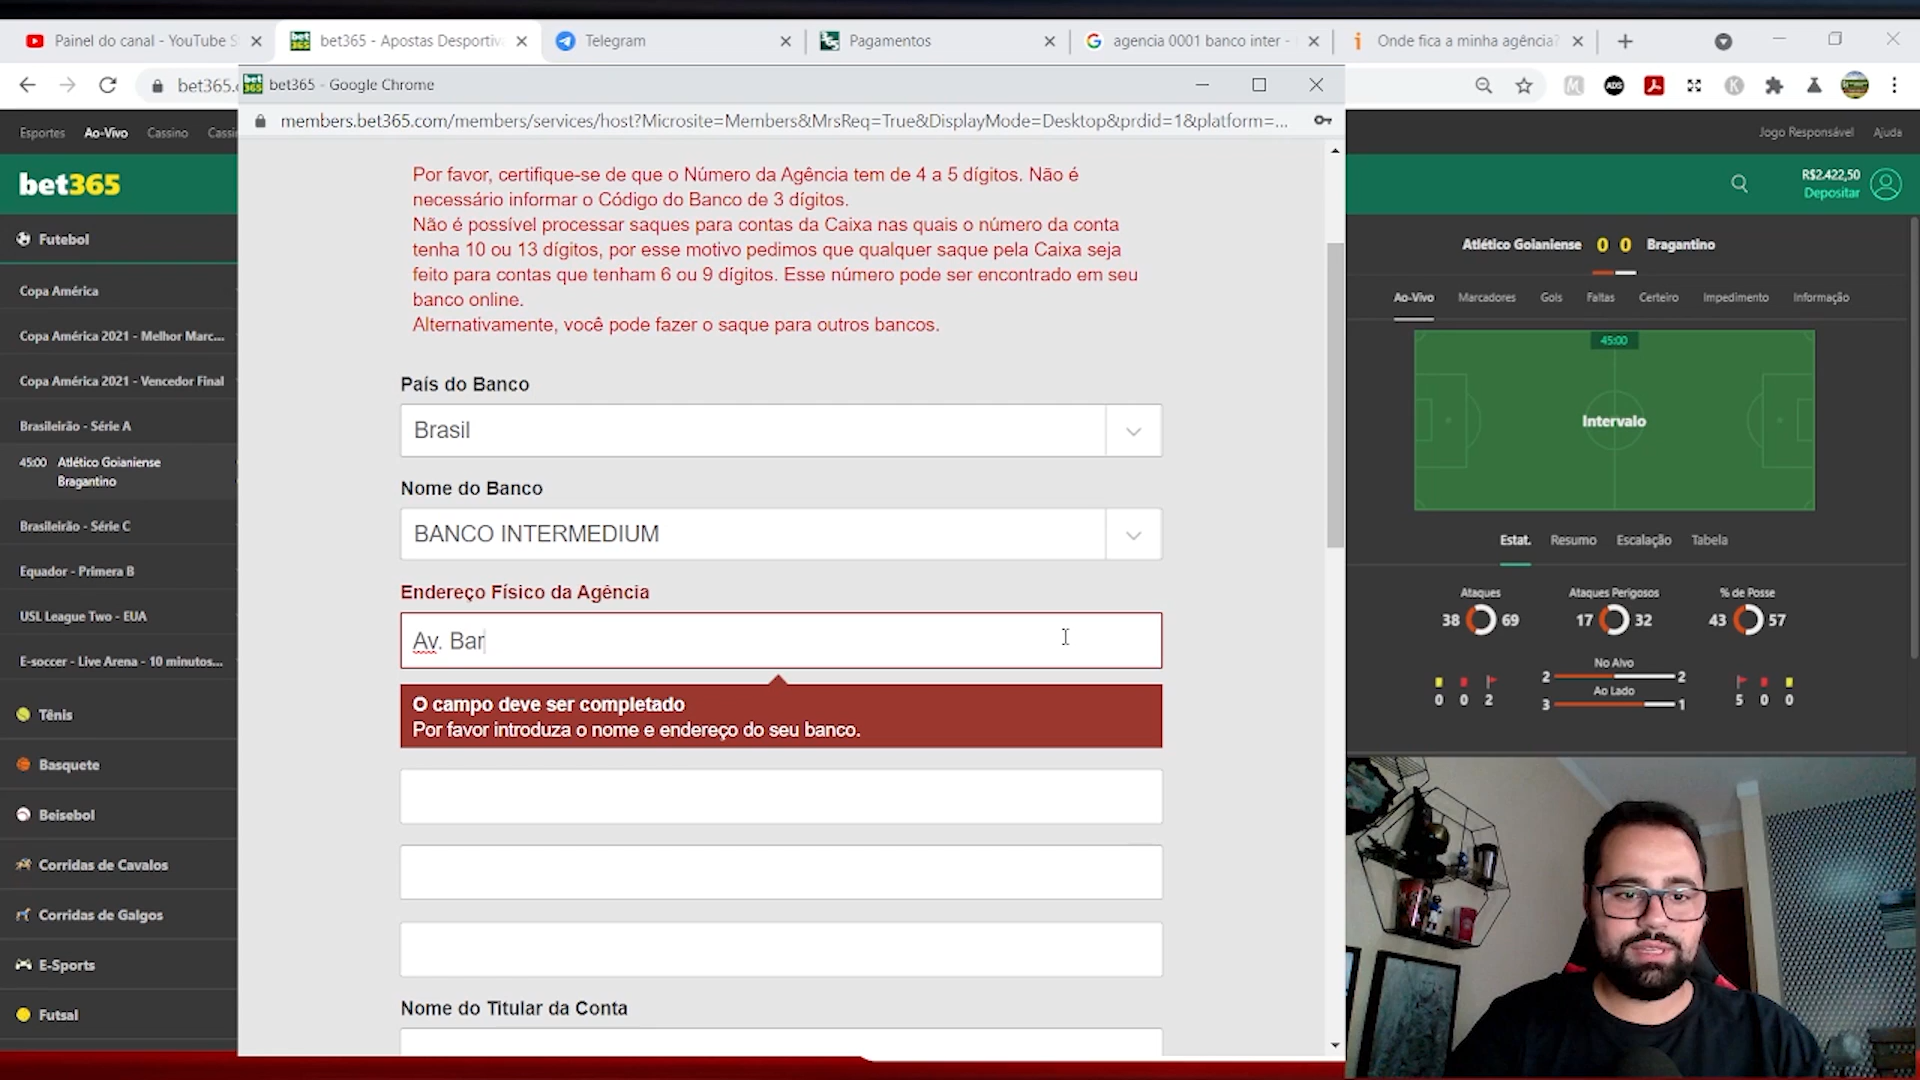 Painel do canal - YouTube S
bet365 - Apostas Desportiva
Telegram
Pagamentos
agencia 0001 banco inter -
Onde fica a minha agência?
bet365.
bet365 - Google Chrome
members.bet365.com/members/services/host?Microsite=Members&MrsReq=True&DisplayMode=Desktop&prdid=1&platform=...
Esportes
Ao-Vivo
Cassino
Cassi
Jogo Responsável
Ajuda
bet365
R$2.422,50
Depositar
Futebol
Copa América
Copa América 2021 - Melhor Marc...
Copa América 2021 - Vencedor Final
Brasileirão - Série A
45:00 Atlético Goianiense
Bragantino
Brasileirão - Série C
Equador - Primera B
USL League Two - EUA
E-soccer - Live Arena - 10 minutos...
Tênis
Basquete
Beisebol
Corridas de Cavalos
Corridas de Galgos
E-Sports
Futsal
Por favor, certifique-se de que o Número da Agência tem de 4 a 5 dígitos. Não é
necessário informar o Código do Banco de 3 dígitos.
Não é possível processar saques para contas da Caixa nas quais o número da conta
tenha 10 ou 13 dígitos, por esse motivo pedimos que qualquer saque pela Caixa seja
feito para contas que tenham 6 ou 9 dígitos. Esse número pode ser encontrado em seu
banco online.
Alternativamente, você pode fazer o saque para outros bancos.
País do Banco
Brasil
Nome do Banco
BANCO INTERMEDIUM
Endereço Físico da Agência
Av. Bar
O campo deve ser completado
Por favor introduza o nome e endereço do seu banco.
Nome do Titular da Conta
Atlético Goianiense 0 0 Bragantino
Ao-Vivo
Marcadores
Gols
Faltas
Certeiro
Impedimento
Informação
45:00
Intervalo
Estat.
Resumo
Escalação
Tabela
Ataques
38 69
Ataques Perigosos
17 32
% de Posse
43 57
No Alvo
2 2
Ao Lado
3 1
0 0 2
5 0 0